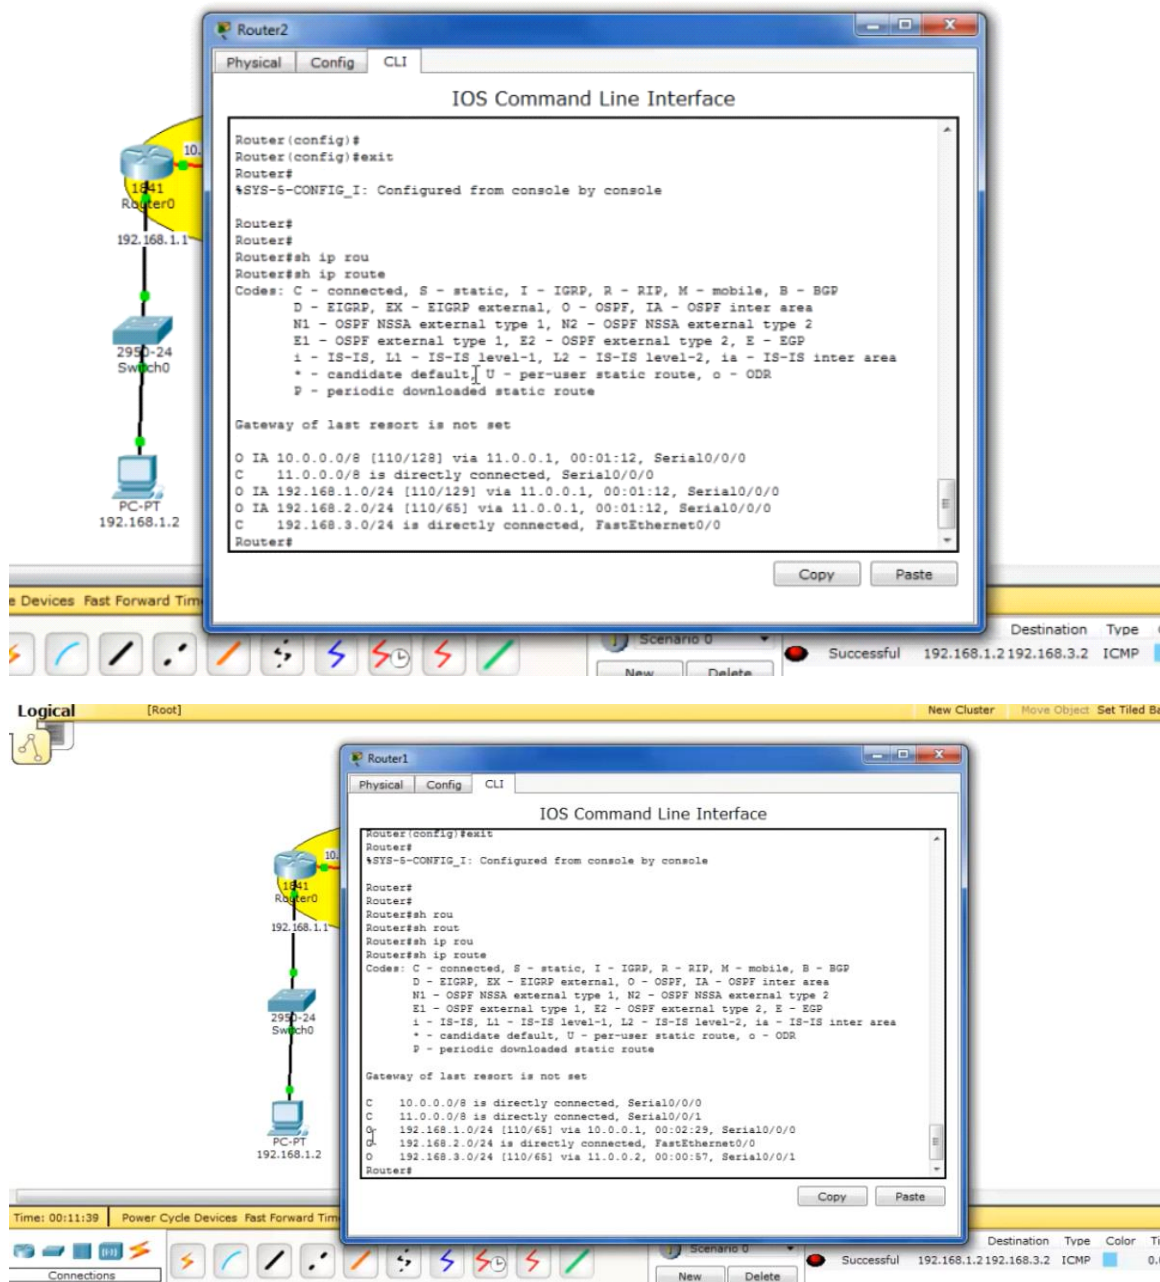 Router2
Physical Config CLI
IOS Command Line Interface
Router(config)#
Router(config)#exit
Router#
%SYS-5-CONFIG_I: Configured from console by console
Router#
Router#
Router#sh ip rou
Router#sh ip route
Codes: C - connected, S - static, I - IGRP, R - RIP, M - mobile, B - BGP
D - EIGRP, EX - EIGRP external, O - OSPF, IA - OSPF inter area
N1 - OSPF NSSA external type 1, N2 - OSPF NSSA external type 2
E1 - OSPF external type 1, E2 - OSPF external type 2, E - EGP
i - IS-IS, L1 - IS-IS level-1, L2 - IS-IS level-2, ia - IS-IS inter area
* - candidate default, U - per-user static route, o - ODR
P - periodic downloaded static route
Gateway of last resort is not set
O IA 10.0.0.0/8 [110/128] via 11.0.0.1, 00:01:12, Serial0/0/0
C 11.0.0.0/8 is directly connected, Serial0/0/0
O IA 192.168.1.0/24 [110/129] via 11.0.0.1, 00:01:12, Serial0/0/0
O IA 192.168.2.0/24 [110/65] via 11.0.0.1, 00:01:12, Serial0/0/0
C 192.168.3.0/24 is directly connected, FastEthernet0/0
Router#
Copy Paste
10.
1841
Router0
192.168.1.1
2950-24
Switch0
PC-PT
192.168.1.2
e Devices Fast Forward Tim
Scenario 0
New Delete
Destination Type
Successful 192.168.1.2 192.168.3.2 ICMP
Logical [Root] New Cluster Move Object Set Tiled Ba
Router1
Physical Config CLI
IOS Command Line Interface
Router(config)#exit
Router#
%SYS-5-CONFIG_I: Configured from console by console
Router#
Router#
Router#sh rou
Router#sh rout
Router#sh ip rou
Router#sh ip route
Codes: C - connected, S - static, I - IGRP, R - RIP, M - mobile, B - BGP
D - EIGRP, EX - EIGRP external, O - OSPF, IA - OSPF inter area
N1 - OSPF NSSA external type 1, N2 - OSPF NSSA external type 2
E1 - OSPF external type 1, E2 - OSPF external type 2, E - EGP
i - IS-IS, L1 - IS-IS level-1, L2 - IS-IS level-2, ia - IS-IS inter area
* - candidate default, U - per-user static route, o - ODR
P - periodic downloaded static route
Gateway of last resort is not set
C 10.0.0.0/8 is directly connected, Serial0/0/0
C 11.0.0.0/8 is directly connected, Serial0/0/1
O 192.168.1.0/24 [110/65] via 10.0.0.1, 00:02:29, Serial0/0/0
192.168.2.0/24 is directly connected, FastEthernet0/0
O 192.168.3.0/24 [110/65] via 11.0.0.2, 00:00:57, Serial0/0/1
Router#
Copy Paste
10.
1841
Router0
192.168.1.1
2950-24
Switch0
PC-PT
192.168.1.2
Time: 00:11:39 Power Cycle Devices Fast Forward Tim
Connections
Scenario 0
New Delete
Destination Type Color Ti
Successful 192.168.1.2 192.168.3.2 ICMP 0.